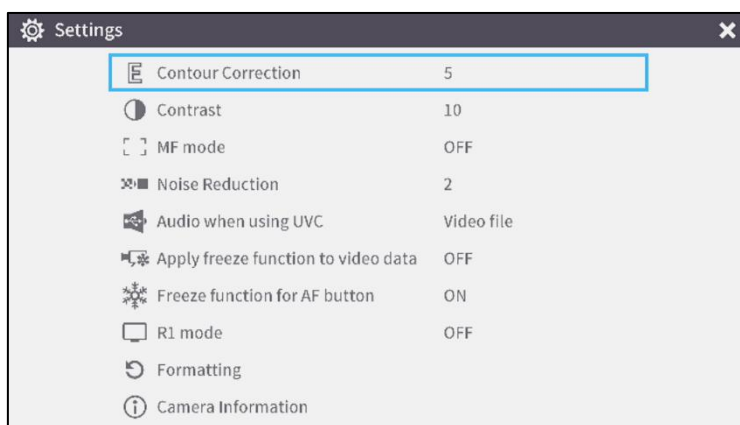 Settings
Contour Correction 5
Contrast 10
MF mode OFF
Noise Reduction 2
Audio when using UVC Video file
Apply freeze function to video data OFF
Freeze function for AF button ON
R1 mode OFF
Formatting
Camera Information